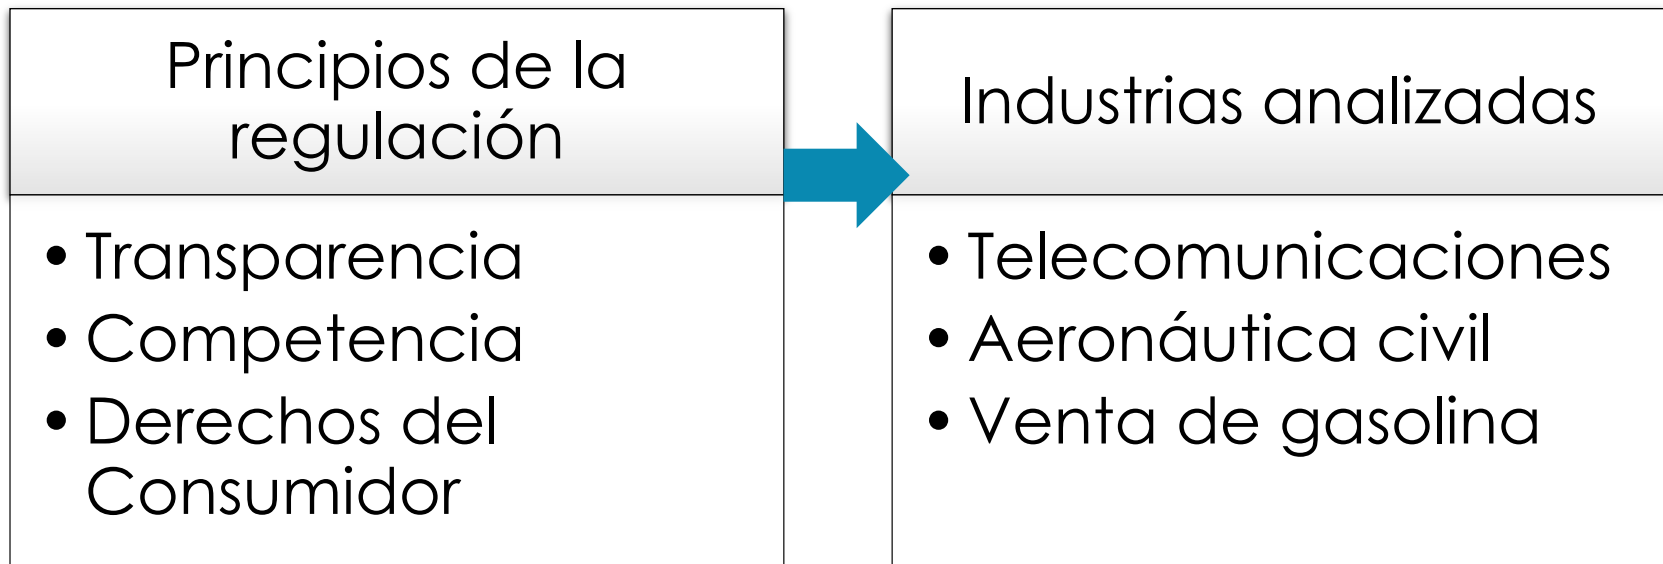 Principios de la
regulación
• Transparencia
• Competencia
• Derechos del
Consumidor
Industrias analizadas
• Telecomunicaciones
• Aeronáutica civil
• Venta de gasolina